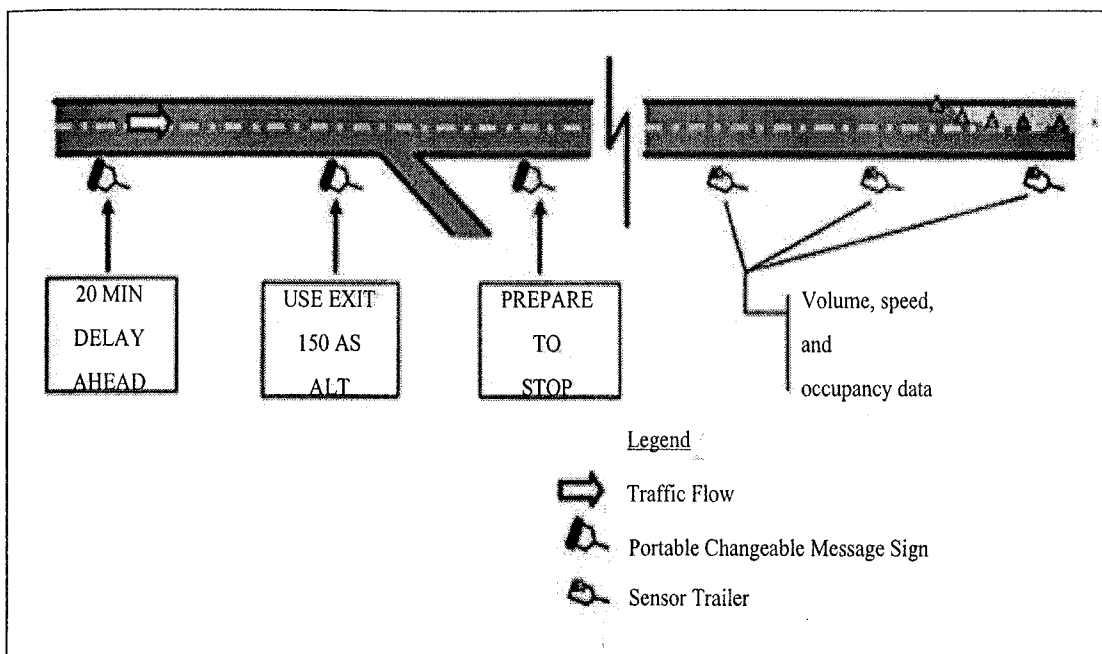 20 MIN
DELAY
AHEAD
USE EXIT
150 AS
ALT
PREPARE
TO
STOP
Volume, speed,
and
occupancy data
Legend
Traffic Flow
Portable Changeable Message Sign
Sensor Trailer